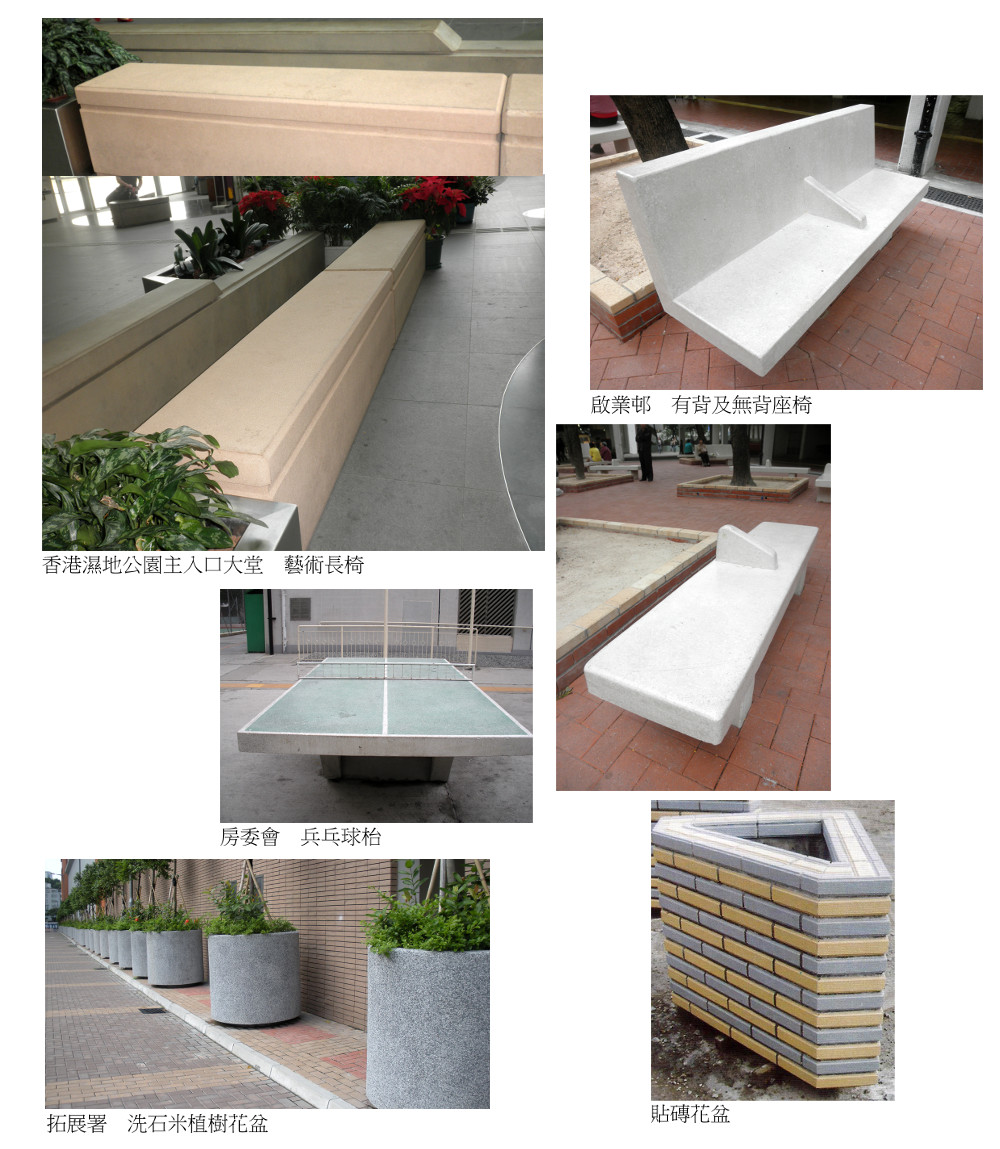 啟業邨　有背及無背座椅
香港濕地公園主入口大堂　藝術長椅
房委會　兵乓球枱
貼磚花盆
拓展署　洗石米植樹花盆